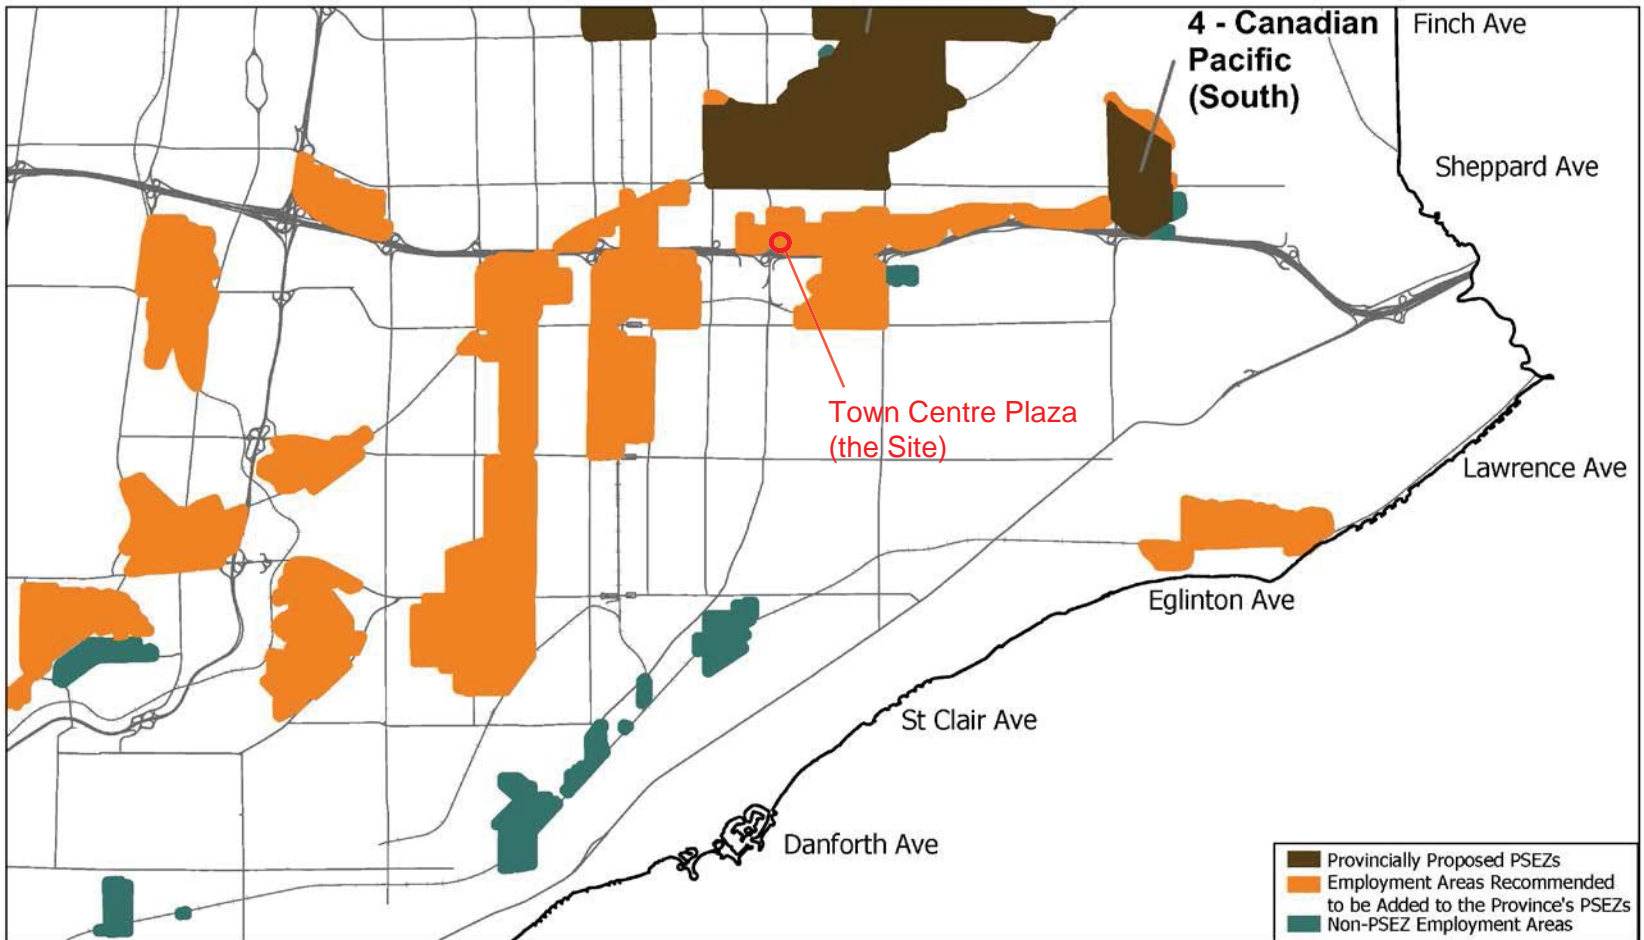 4 - Canadian
Pacific
(South)
Finch Ave
Sheppard Ave
Town Centre Plaza
(the Site)
Lawrence Ave
Eglinton Ave
St Clair Ave
Danforth Ave
Provincially Proposed PSEZs
Employment Areas Recommended
to be Added to the Province's PSEZs
Non-PSEZ Employment Areas